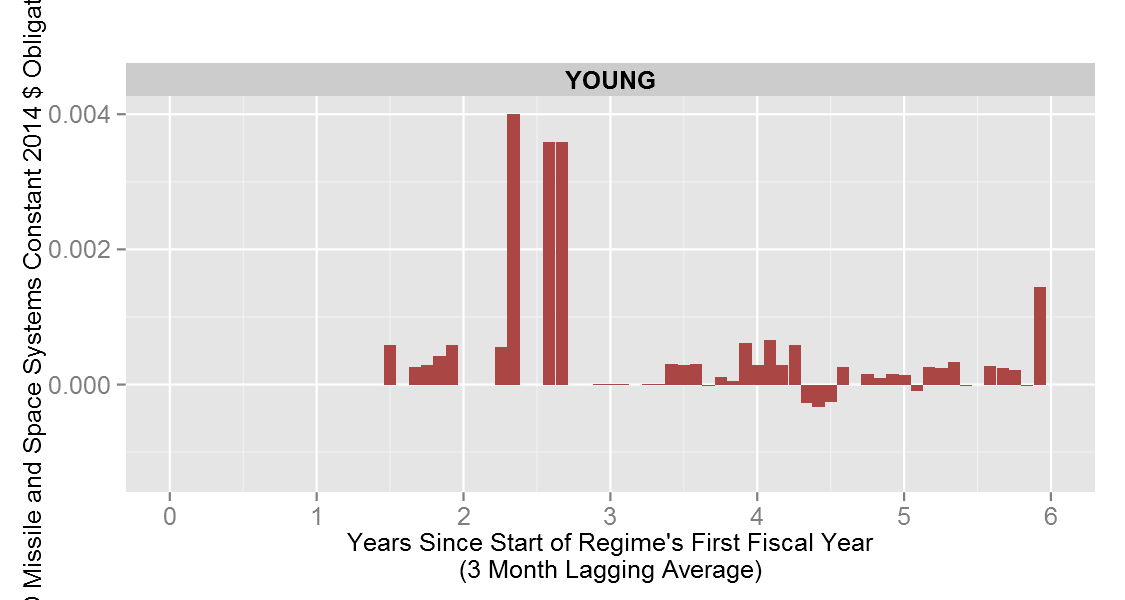 YOUNG
Missile and Space Systems Constant 2014 $
0.004
0.002
0.000
0 1 2 3 4 5 6
Years Since Start of Regime's First Fiscal Year
(3 Month Lagging Average)